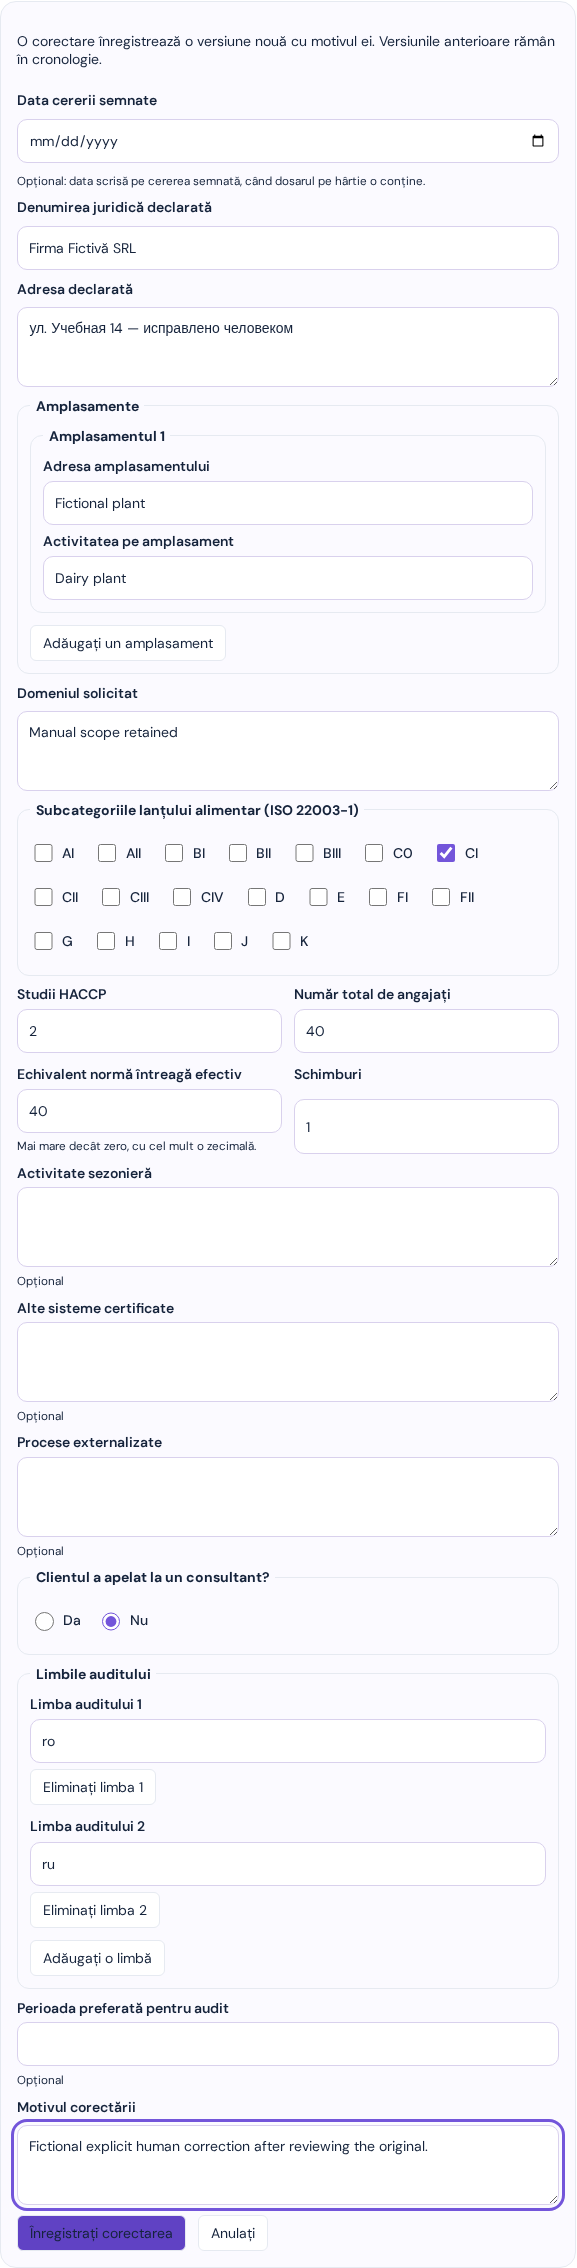 O corectare înregistrează o versiune nouă cu motivul ei. Versiunile anterioare rămân
în cronologie.
Data cererii semnate
mm/dd/yyyy
Opțional: data scrisă pe cererea semnată, când dosarul pe hârtie o conține.
Denumirea juridică declarată
Firma Fictivă SRL
Adresa declarată
ул. Учебная 14 — исправлено человеком
Amplasamente
Amplasamentul 1
Adresa amplasamentului
Fictional plant
Activitatea pe amplasament
Dairy plant
Adăugați un amplasament
Domeniul solicitat
Manual scope retained
Subcategoriile lanțului alimentar (ISO 22003-1)
AI AII BI BII BIII C0 CI
CII CIII CIV D E FI FII
G H I J K
Studii HACCP
Număr total de angajați
2
40
Echivalent normă întreagă efectiv
Schimburi
40
1
Mai mare decât zero, cu cel mult o zecimală.
Activitate sezonieră
Opțional
Alte sisteme certificate
Opțional
Procese externalizate
Opțional
Clientul a apelat la un consultant?
Da Nu
Limbile auditului
Limba auditului 1
ro
Eliminați limba 1
Limba auditului 2
ru
Eliminați limba 2
Adăugați o limbă
Perioada preferată pentru audit
Opțional
Motivul corectării
Fictional explicit human correction after reviewing the original.
Înregistrați corectarea Anulați